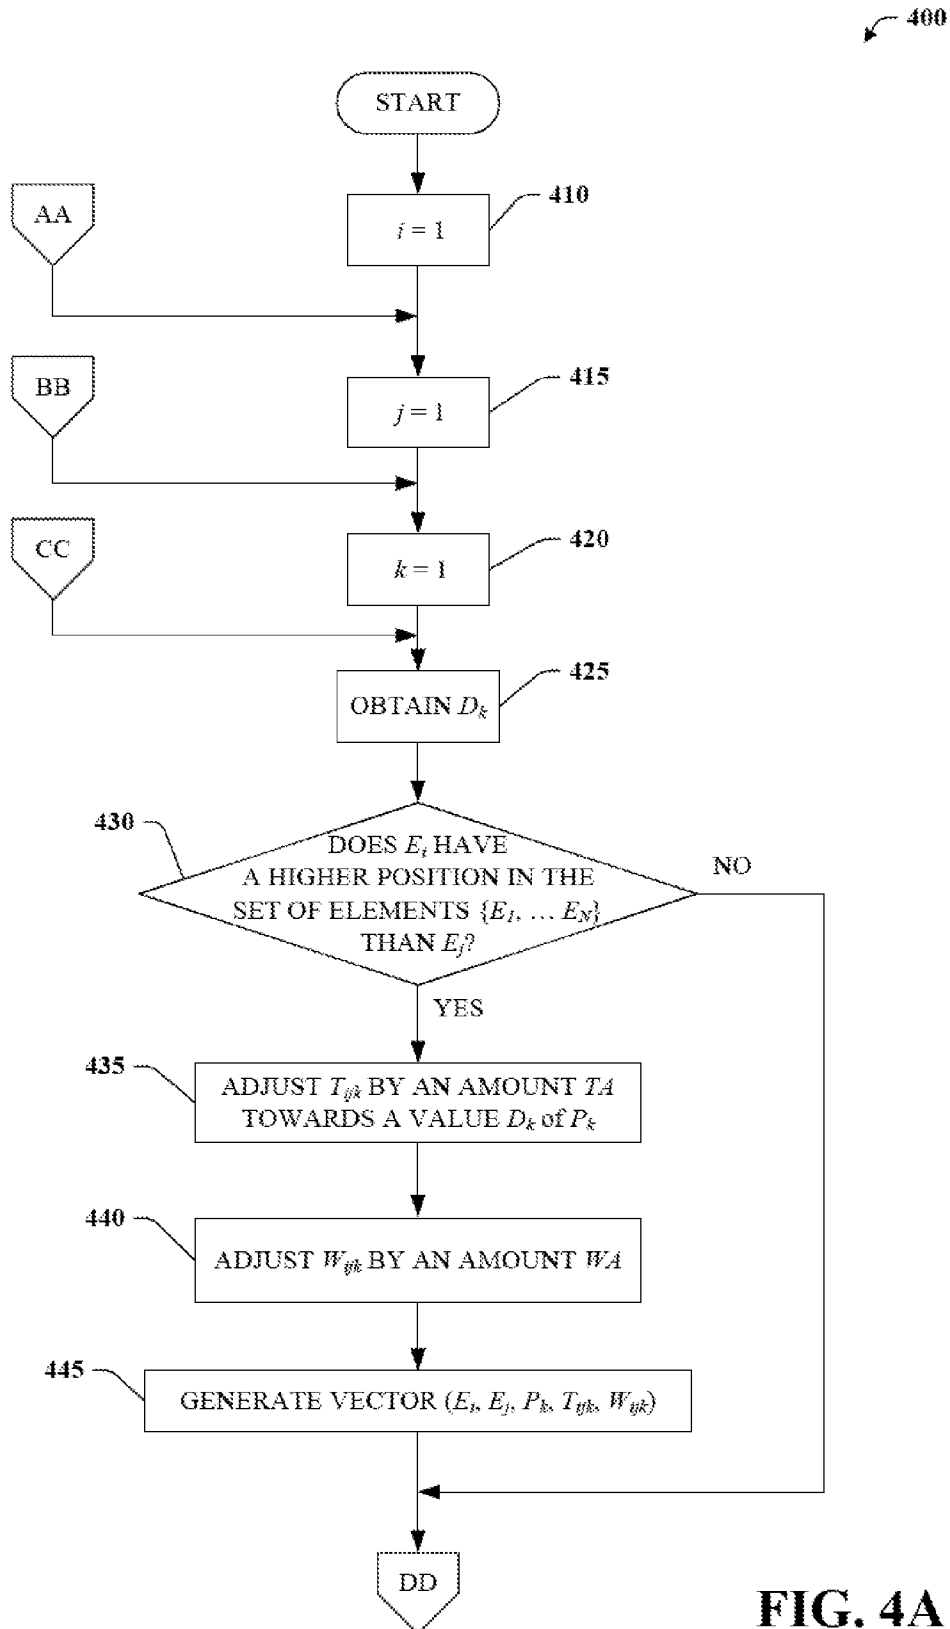 400
START
410
i = 1
AA
415
j = 1
BB
420
k = 1
CC
425
OBTAIN Dk
430
DOES Ei HAVE
A HIGHER POSITION IN THE
SET OF ELEMENTS {E1, … EN}
THAN Ej?
NO
YES
435
ADJUST Tijk BY AN AMOUNT TA
TOWARDS A VALUE Dk of Pk
440
ADJUST Wijk BY AN AMOUNT WA
445
GENERATE VECTOR (Ei, Ej, Pk, Tijk, Wijk)
DD
FIG. 4A